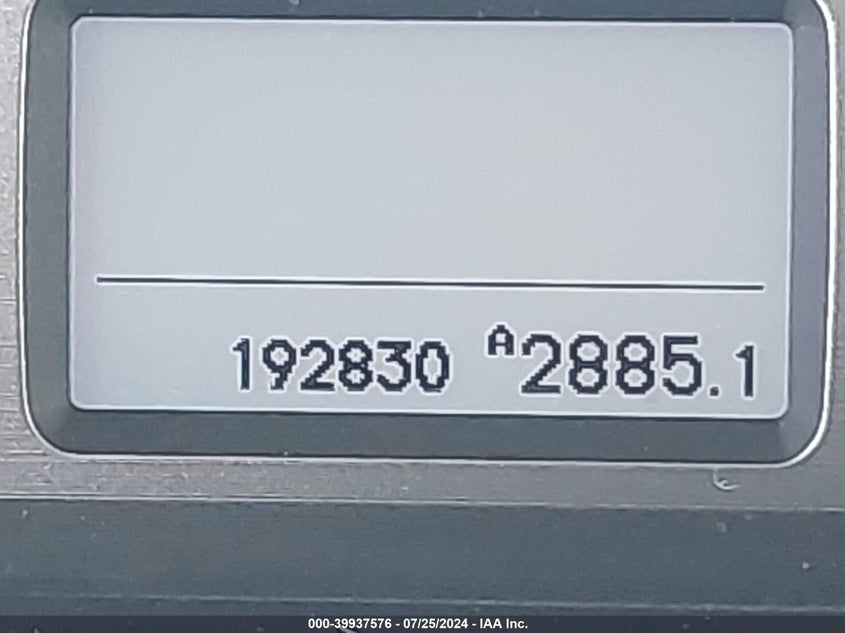 192830 A2885.1
000-39937576 - 07/25/2024 - IAA Inc.